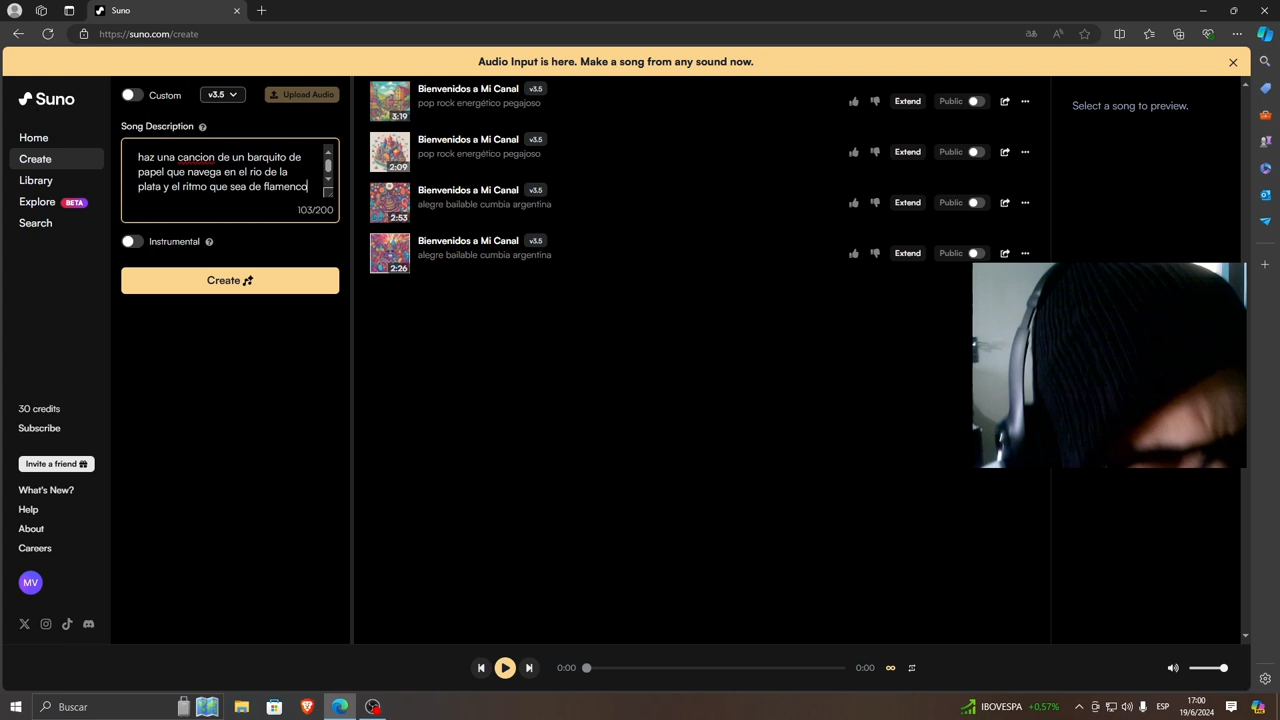 Suno
https://suno.com/create
Audio Input is here. Make a song from any sound now.
Suno
Home
Create
Library
Explore BETA
Search
30 credits
Subscribe
Invite a friend
What's New?
Help
About
Careers
MV
Custom
v3.5
Upload Audio
Song Description
haz una cancion de un barquito de
papel que navega en el rio de la
plata y el ritmo que sea de flamenco
103/200
Instrumental
Create
3:19
Bienvenidos a Mi Canal v3.5
pop rock energético pegajoso
Extend Public
2:09
Bienvenidos a Mi Canal v3.5
pop rock energético pegajoso
Extend Public
2:53
Bienvenidos a Mi Canal v3.5
alegre bailable cumbia argentina
Extend Public
2:26
Bienvenidos a Mi Canal v3.5
alegre bailable cumbia argentina
Extend Public
Select a song to preview.
0:00
0:00
Buscar
IBOVESPA +0,57%
ESP
17:00
19/6/2024